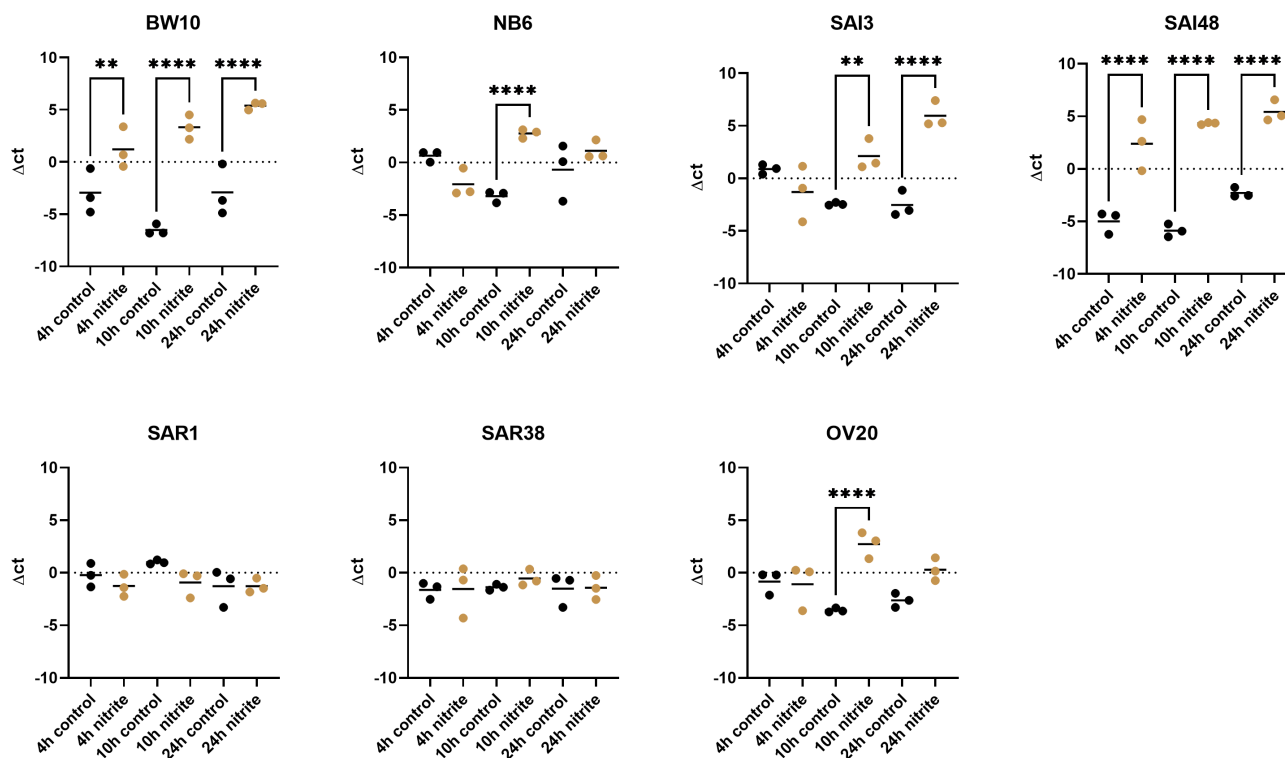 BW10
10
5
0
-5
-10
Δct
** **** ****
4h control
4h nitrite
10h control
10h nitrite
24h control
24h nitrite
NB6
10
5
0
-5
-10
Δct
****
4h control
4h nitrite
10h control
10h nitrite
24h control
24h nitrite
SAI3
10
5
0
-5
-10
Δct
** ****
4h control
4h nitrite
10h control
10h nitrite
24h control
24h nitrite
SAI48
10
5
0
-5
-10
Δct
**** **** ****
4h control
4h nitrite
10h control
10h nitrite
24h control
24h nitrite
SAR1
10
5
0
-5
-10
Δct
4h control
4h nitrite
10h control
10h nitrite
24h control
24h nitrite
SAR38
10
5
0
-5
-10
Δct
4h control
4h nitrite
10h control
10h nitrite
24h control
24h nitrite
OV20
10
5
0
-5
-10
Δct
****
4h control
4h nitrite
10h control
10h nitrite
24h control
24h nitrite